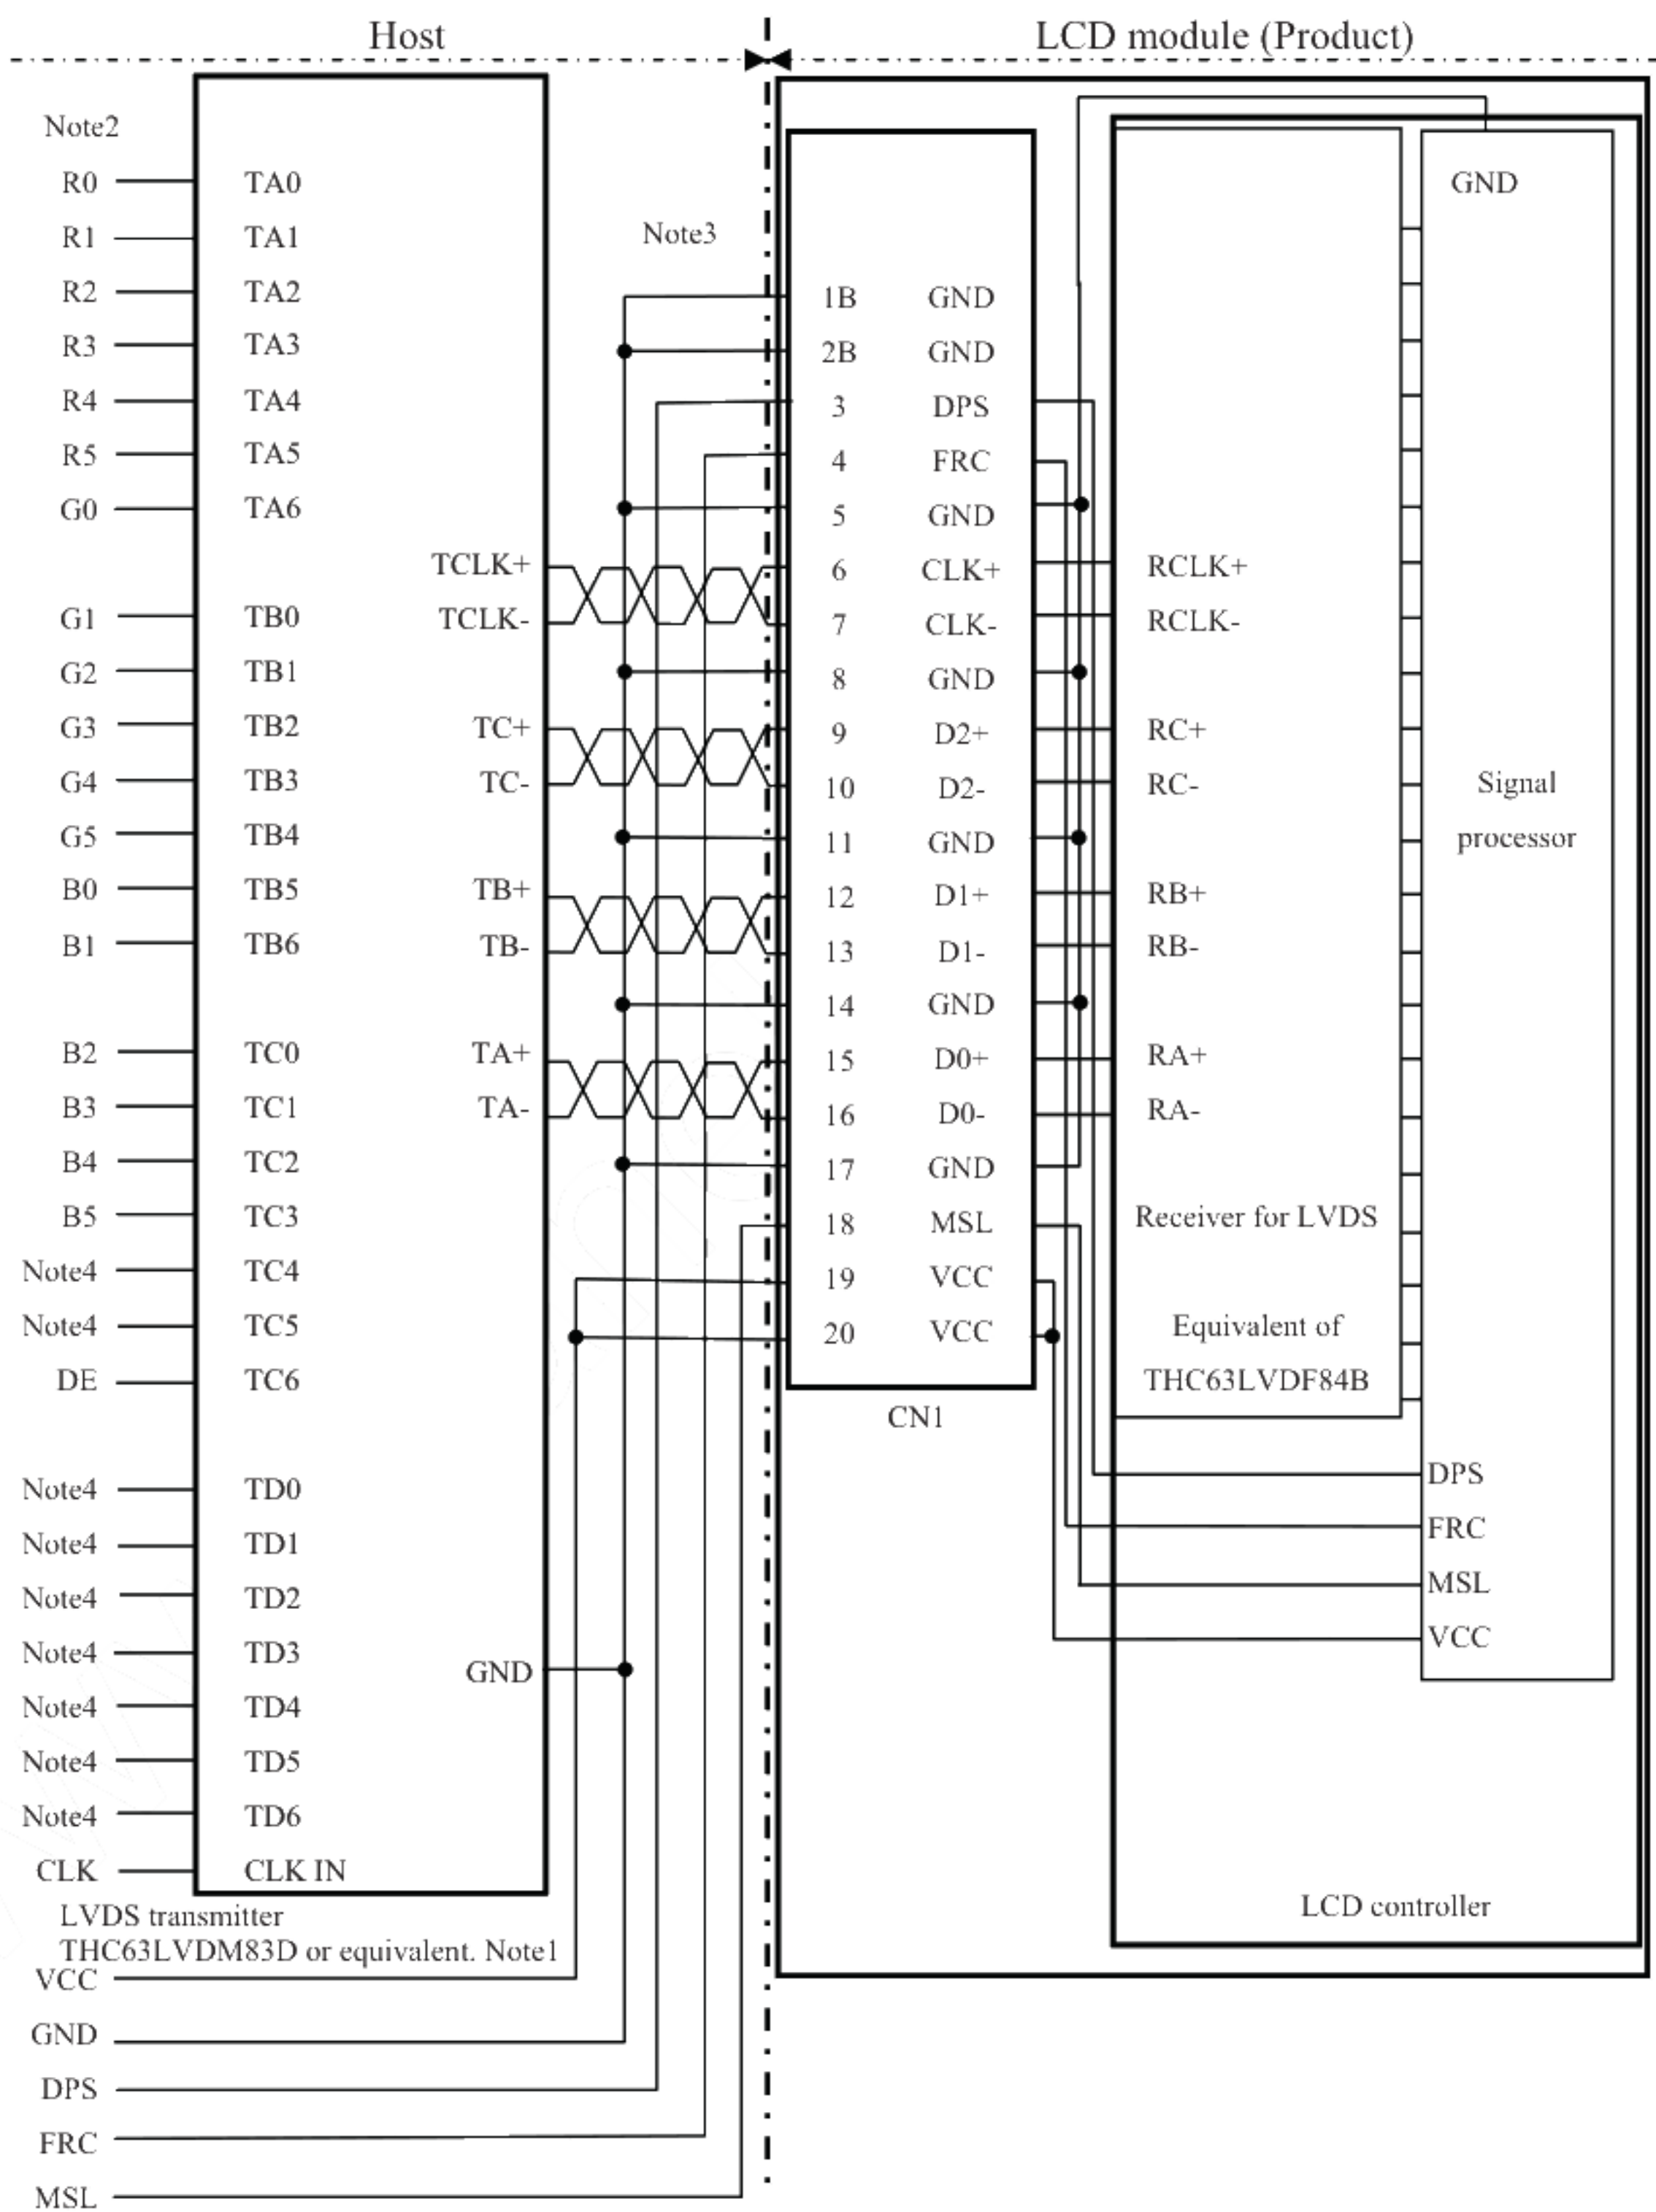 Host
LCD module (Product)
Note2
R0 TA0
R1 TA1
R2 TA2
R3 TA3
R4 TA4
R5 TA5
G0 TA6
G1 TB0
G2 TB1
G3 TB2
G4 TB3
G5 TB4
B0 TB5
B1 TB6
B2 TC0
B3 TC1
B4 TC2
B5 TC3
Note4 TC4
Note4 TC5
DE TC6
Note4 TD0
Note4 TD1
Note4 TD2
Note4 TD3
Note4 TD4
Note4 TD5
Note4 TD6
CLK CLK IN
TCLK+
TCLK-
TC+
TC-
TB+
TB-
TA+
TA-
GND
LVDS transmitter
THC63LVDM83D or equivalent. Note1
VCC
GND
DPS
FRC
MSL
Note3
1B GND
2B GND
3 DPS
4 FRC
5 GND
6 CLK+
7 CLK-
8 GND
9 D2+
10 D2-
11 GND
12 D1+
13 D1-
14 GND
15 D0+
16 D0-
17 GND
18 MSL
19 VCC
20 VCC
CN1
RCLK+
RCLK-
RC+
RC-
RB+
RB-
RA+
RA-
Receiver for LVDS
Equivalent of
THC63LVDF84B
GND
Signal
processor
DPS
FRC
MSL
VCC
LCD controller